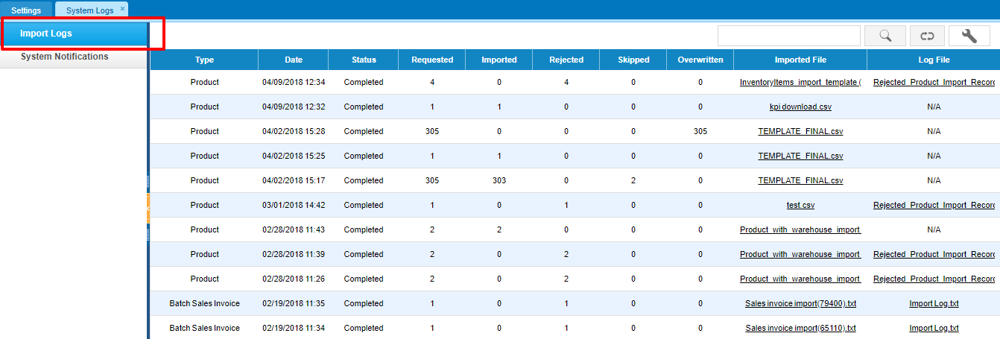 Settings System Logs
Import Logs
System Notifications
Type Date Status Requested Imported Rejected Skipped Overwritten Imported File Log File
Product 04/09/2018 12:34 Completed 4 0 4 0 0 InventoryItems_import_template ( Rejected_Product_Import_Record
Product 04/09/2018 12:32 Completed 1 1 0 0 0 kpi download.csv N/A
Product 04/02/2018 15:28 Completed 305 0 0 0 305 TEMPLATE_FINAL.csv N/A
Product 04/02/2018 15:25 Completed 1 1 0 0 0 TEMPLATE_FINAL.csv N/A
Product 04/02/2018 15:17 Completed 305 303 0 2 0 TEMPLATE_FINAL.csv N/A
Product 03/01/2018 14:42 Completed 1 0 1 0 0 test.csv Rejected_Product_Import_Record
Product 02/28/2018 11:43 Completed 2 2 0 0 0 Product_with_warehouse_import_ N/A
Product 02/28/2018 11:39 Completed 2 0 2 0 0 Product_with_warehouse_import_ Rejected_Product_Import_Record
Product 02/28/2018 11:26 Completed 2 0 2 0 0 Product_with_warehouse_import_ Rejected_Product_Import_Record
Batch Sales Invoice 02/19/2018 11:35 Completed 1 0 1 0 0 Sales invoice import(79400).txt Import Log.txt
Batch Sales Invoice 02/19/2018 11:34 Completed 1 0 1 0 0 Sales invoice import(65110).txt Import Log.txt